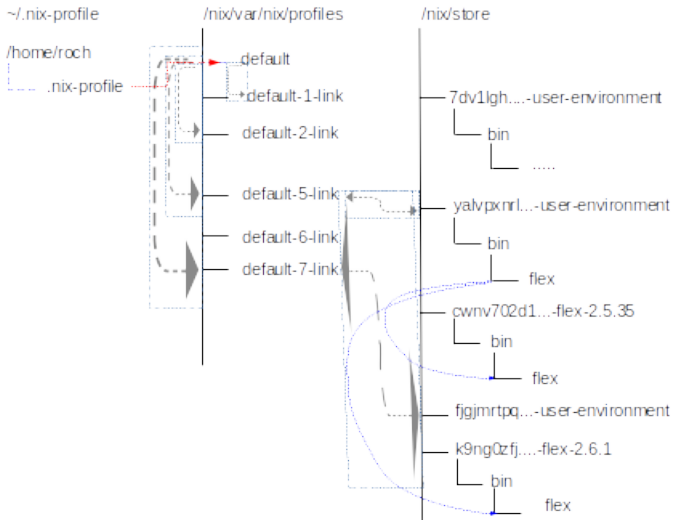 ~/.nix-profile
/nix/var/nix/profiles
/nix/store
/home/roch
.nix-profile
default
default-1-link
default-2-link
default-5-link
default-6-link
default-7-link
7dv1lgh....-user-environment
bin
.....
yalvpxnrl...-user-environment
bin
flex
cwnv702d1...-flex-2.5.35
bin
flex
fjgjmrtpq...-user-environment
k9ng0zfj....-flex-2.6.1
bin
flex